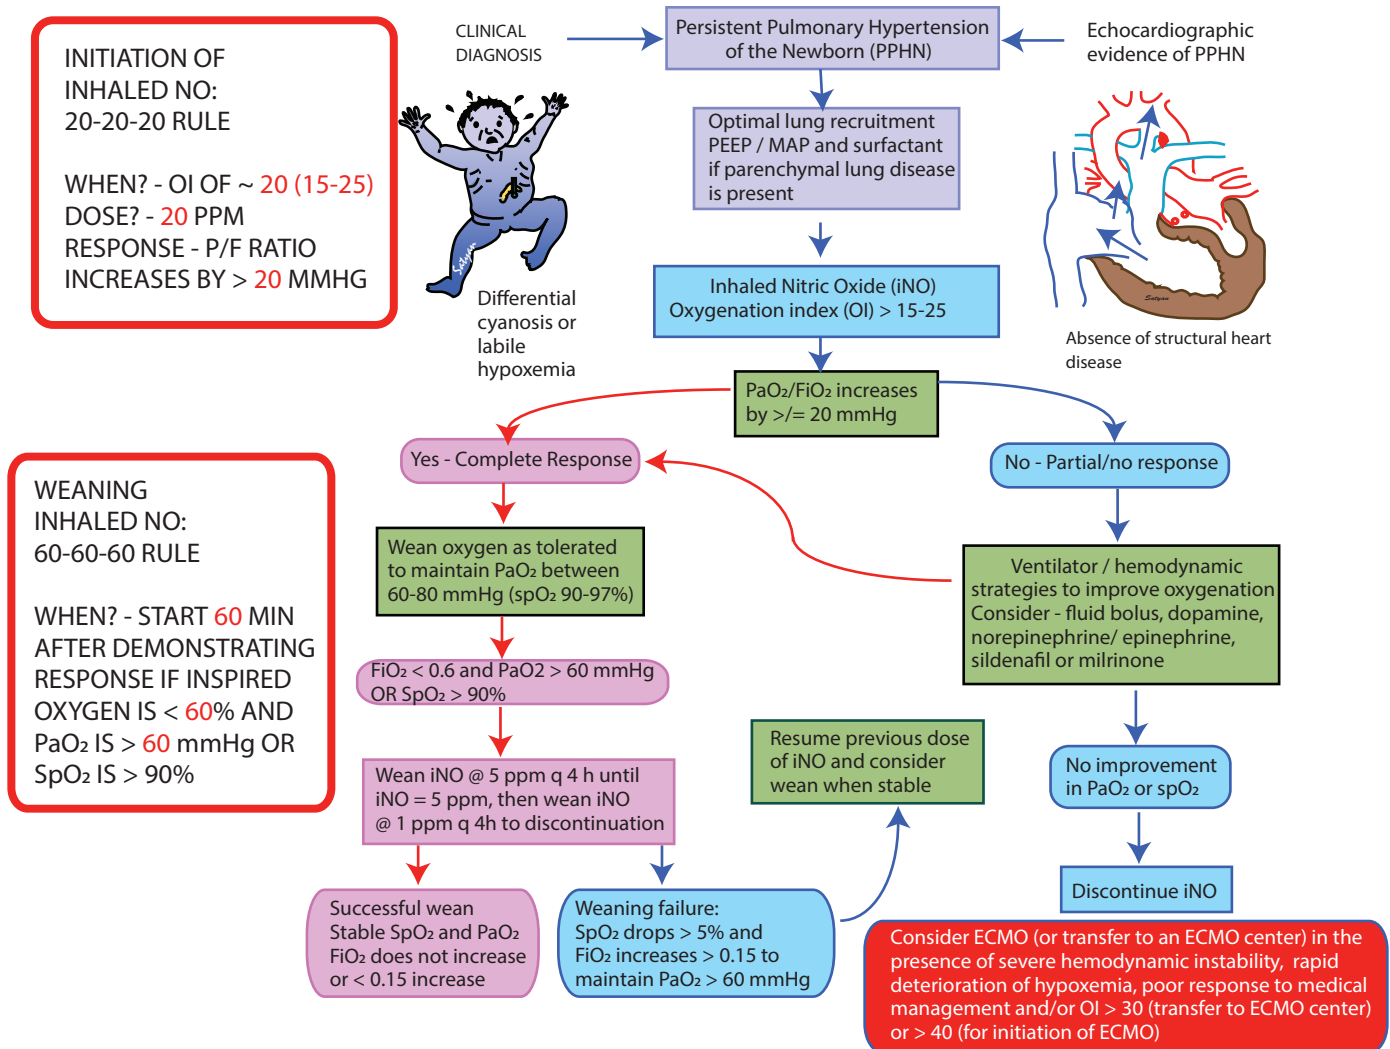 INITIATION OF
INHALED NO:
20-20-20 RULE
WHEN? - OI OF ~ 20 (15-25)
DOSE? - 20 PPM
RESPONSE - P/F RATIO
INCREASES BY > 20 MMHG
CLINICAL
DIAGNOSIS
Persistent Pulmonary Hypertension
of the Newborn (PPHN)
Echocardiographic
evidence of PPHN
Optimal lung recruitment
PEEP / MAP and surfactant
if parenchymal lung disease
is present
Satyan
Differential
cyanosis or
labile
hypoxemia
Satyan
Absence of structural heart
disease
Inhaled Nitric Oxide (iNO)
Oxygenation index (OI) > 15-25
PaO₂/FiO₂ increases
by >/= 20 mmHg
Yes - Complete Response
No - Partial/no response
WEANING
INHALED NO:
60-60-60 RULE
WHEN? - START 60 MIN
AFTER DEMONSTRATING
RESPONSE IF INSPIRED
OXYGEN IS < 60% AND
PaO₂ IS > 60 mmHg OR
SpO₂ IS > 90%
Wean oxygen as tolerated
to maintain PaO₂ between
60-80 mmHg (spO₂ 90-97%)
Ventilator / hemodynamic
strategies to improve oxygenation
Consider - fluid bolus, dopamine,
norepinephrine/ epinephrine,
sildenafil or milrinone
FiO₂ < 0.6 and PaO2 > 60 mmHg
OR SpO₂ > 90%
Wean iNO @ 5 ppm q 4 h until
iNO = 5 ppm, then wean iNO
@ 1 ppm q 4h to discontinuation
Resume previous dose
of iNO and consider
wean when stable
No improvement
in PaO₂ or spO₂
Successful wean
Stable SpO₂ and PaO₂
FiO₂ does not increase
or < 0.15 increase
Weaning failure:
SpO₂ drops > 5% and
FiO₂ increases > 0.15 to
maintain PaO₂ > 60 mmHg
Discontinue iNO
Consider ECMO (or transfer to an ECMO center) in the
presence of severe hemodynamic instability, rapid
deterioration of hypoxemia, poor response to medical
management and/or OI > 30 (transfer to ECMO center)
or > 40 (for initiation of ECMO)